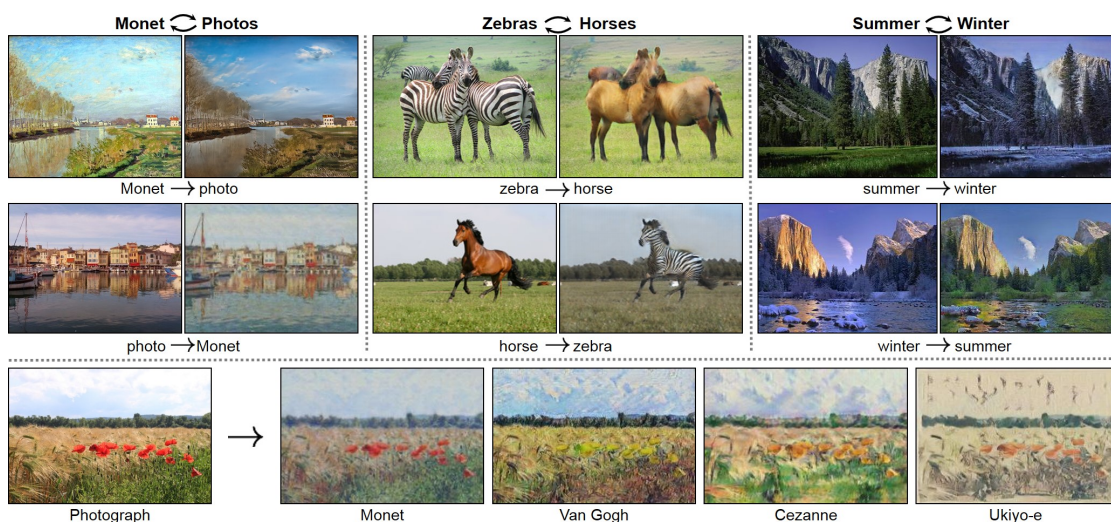 Monet Photos
Zebras Horses
Summer Winter
Monet → photo
zebra → horse
summer → winter
photo → Monet
horse → zebra
winter → summer
Photograph
Monet
Van Gogh
Cezanne
Ukiyo-e